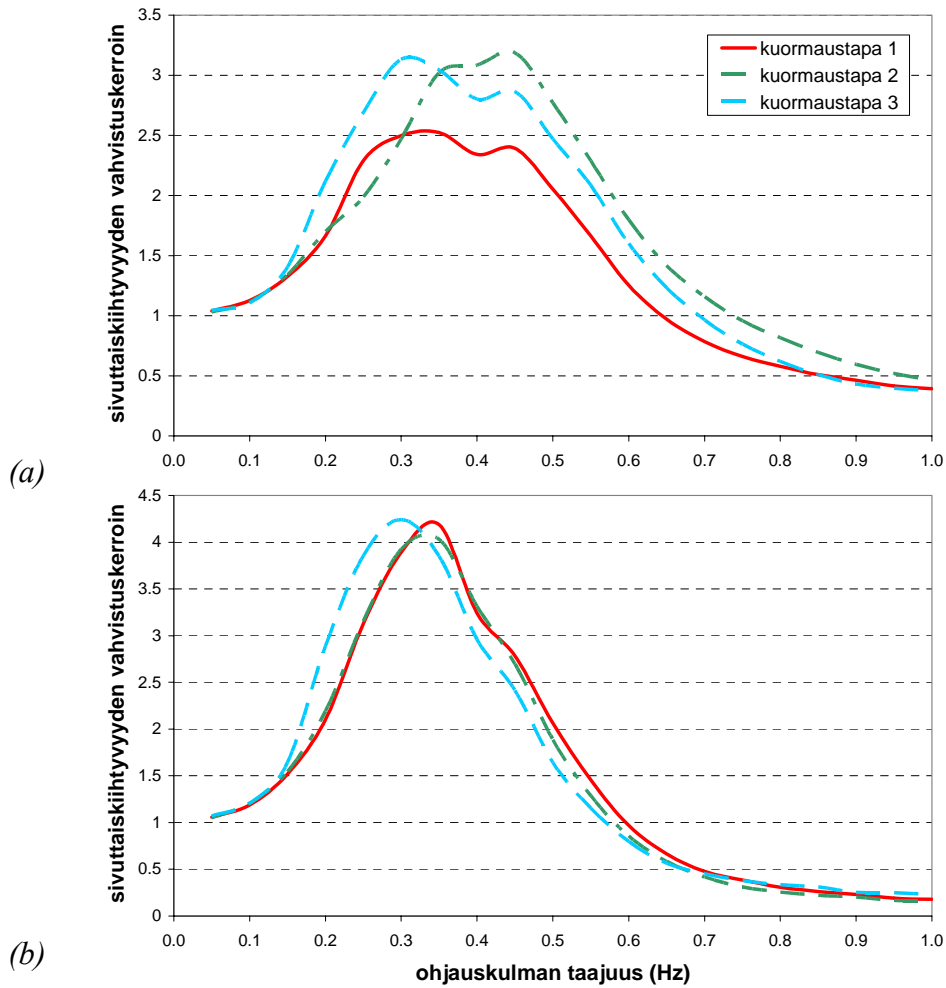 3.5
3
2.5
2
1.5
1
0.5
0
sivuttaiskiihtyvyyden vahvistuskerroin
kuormaustapa 1
kuormaustapa 2
kuormaustapa 3
0.0 0.1 0.2 0.3 0.4 0.5 0.6 0.7 0.8 0.9 1.0
(a)
4.5
4
3.5
3
2.5
2
1.5
1
0.5
0
sivuttaiskiihtyvyyden vahvistuskerroin
0.0 0.1 0.2 0.3 0.4 0.5 0.6 0.7 0.8 0.9 1.0
(b)
ohjauskulman taajuus (Hz)